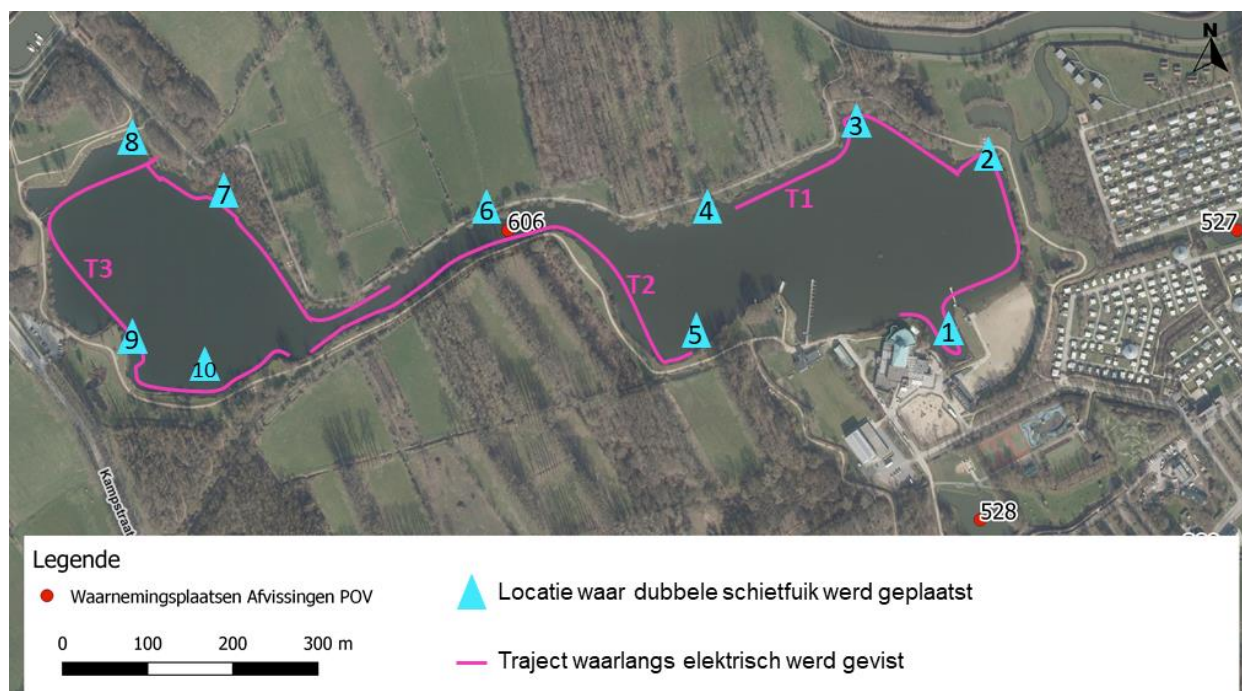 N
8
3
2
7
6
606
4
T1
527
T3
T2
9
5
1
10
Kampstraat
528
Legende
Waarnemingsplaatsen Afvissingen POV
0 100 200 300 m
Locatie waar dubbele schietfuik werd geplaatst
Traject waarlangs elektrisch werd gevist